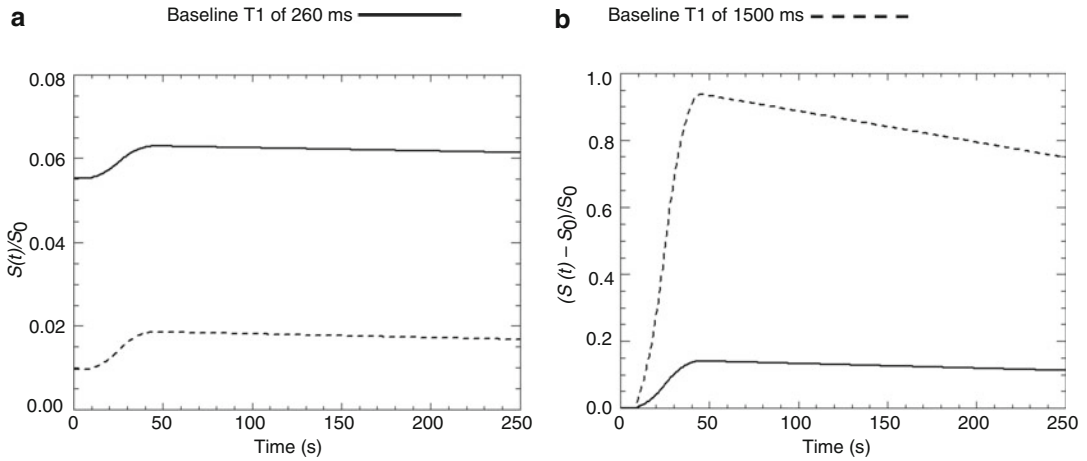 a
Baseline T1 of 260 ms
b
Baseline T1 of 1500 ms
0.08
0.06
0.04
0.02
0.00
S(t)/S0
0
50
100
150
200
250
Time (s)
1.0
0.8
0.6
0.4
0.2
0.0
(S (t) – S0)/S0
0
50
100
150
200
250
Time (s)